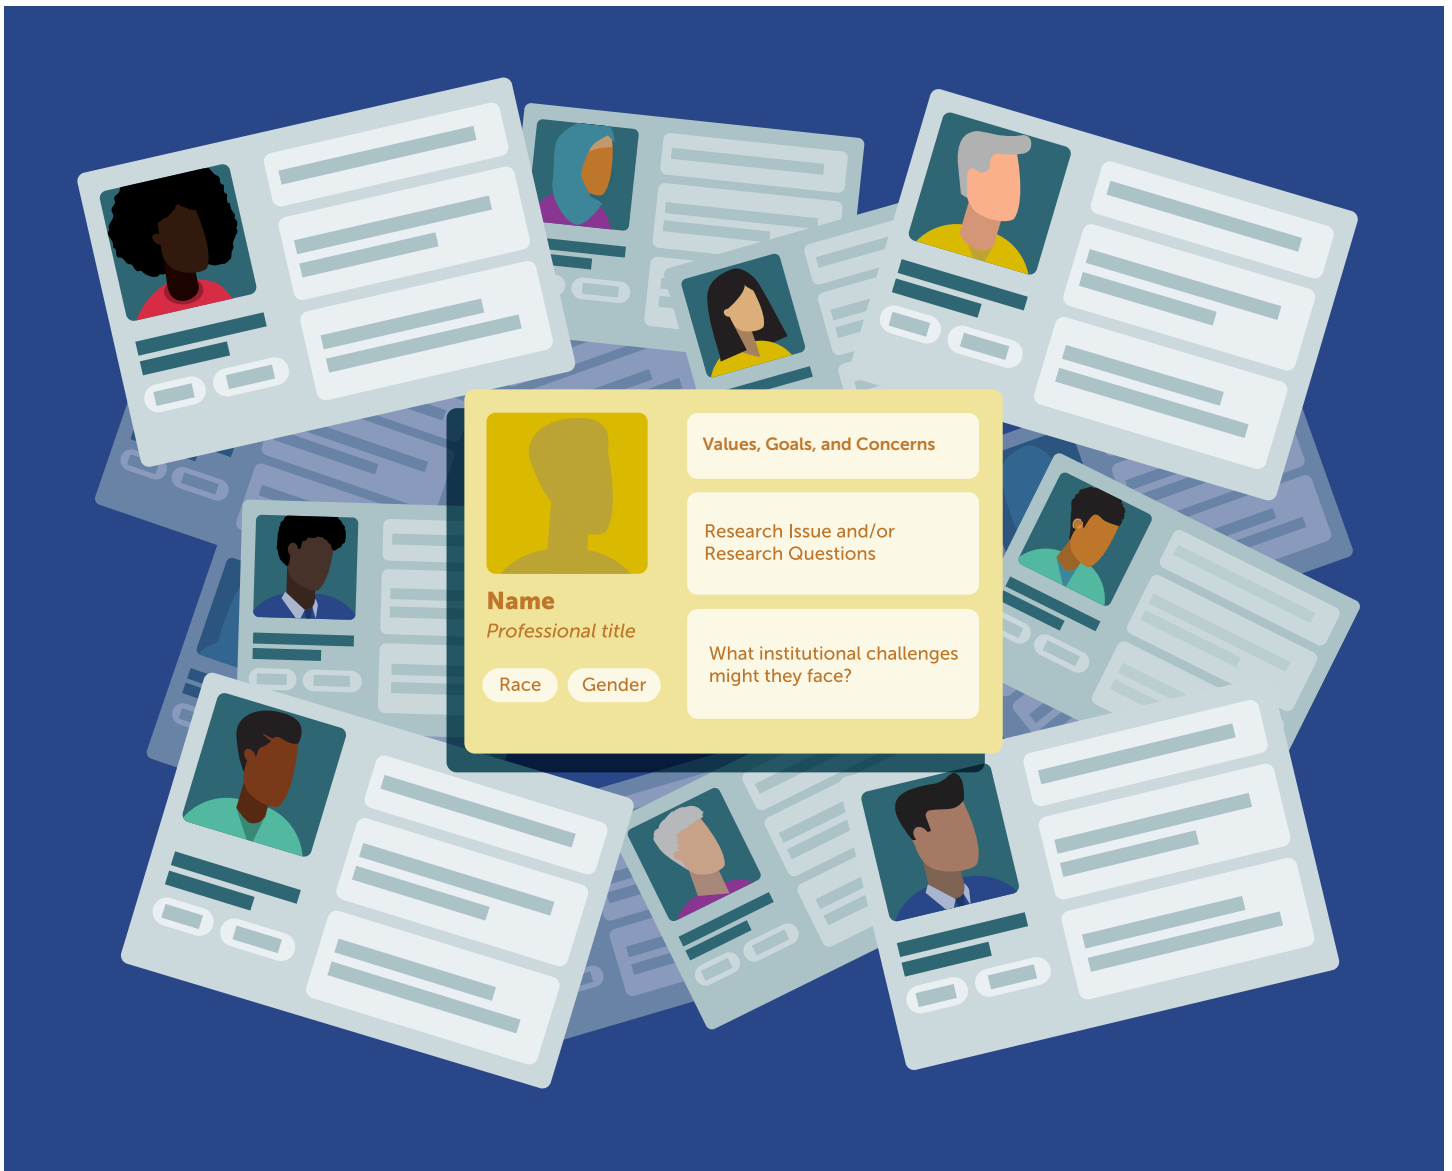 Name
Professional title
Race
Gender
Values, Goals, and Concerns
Research Issue and/or
Research Questions
What institutional challenges
might they face?